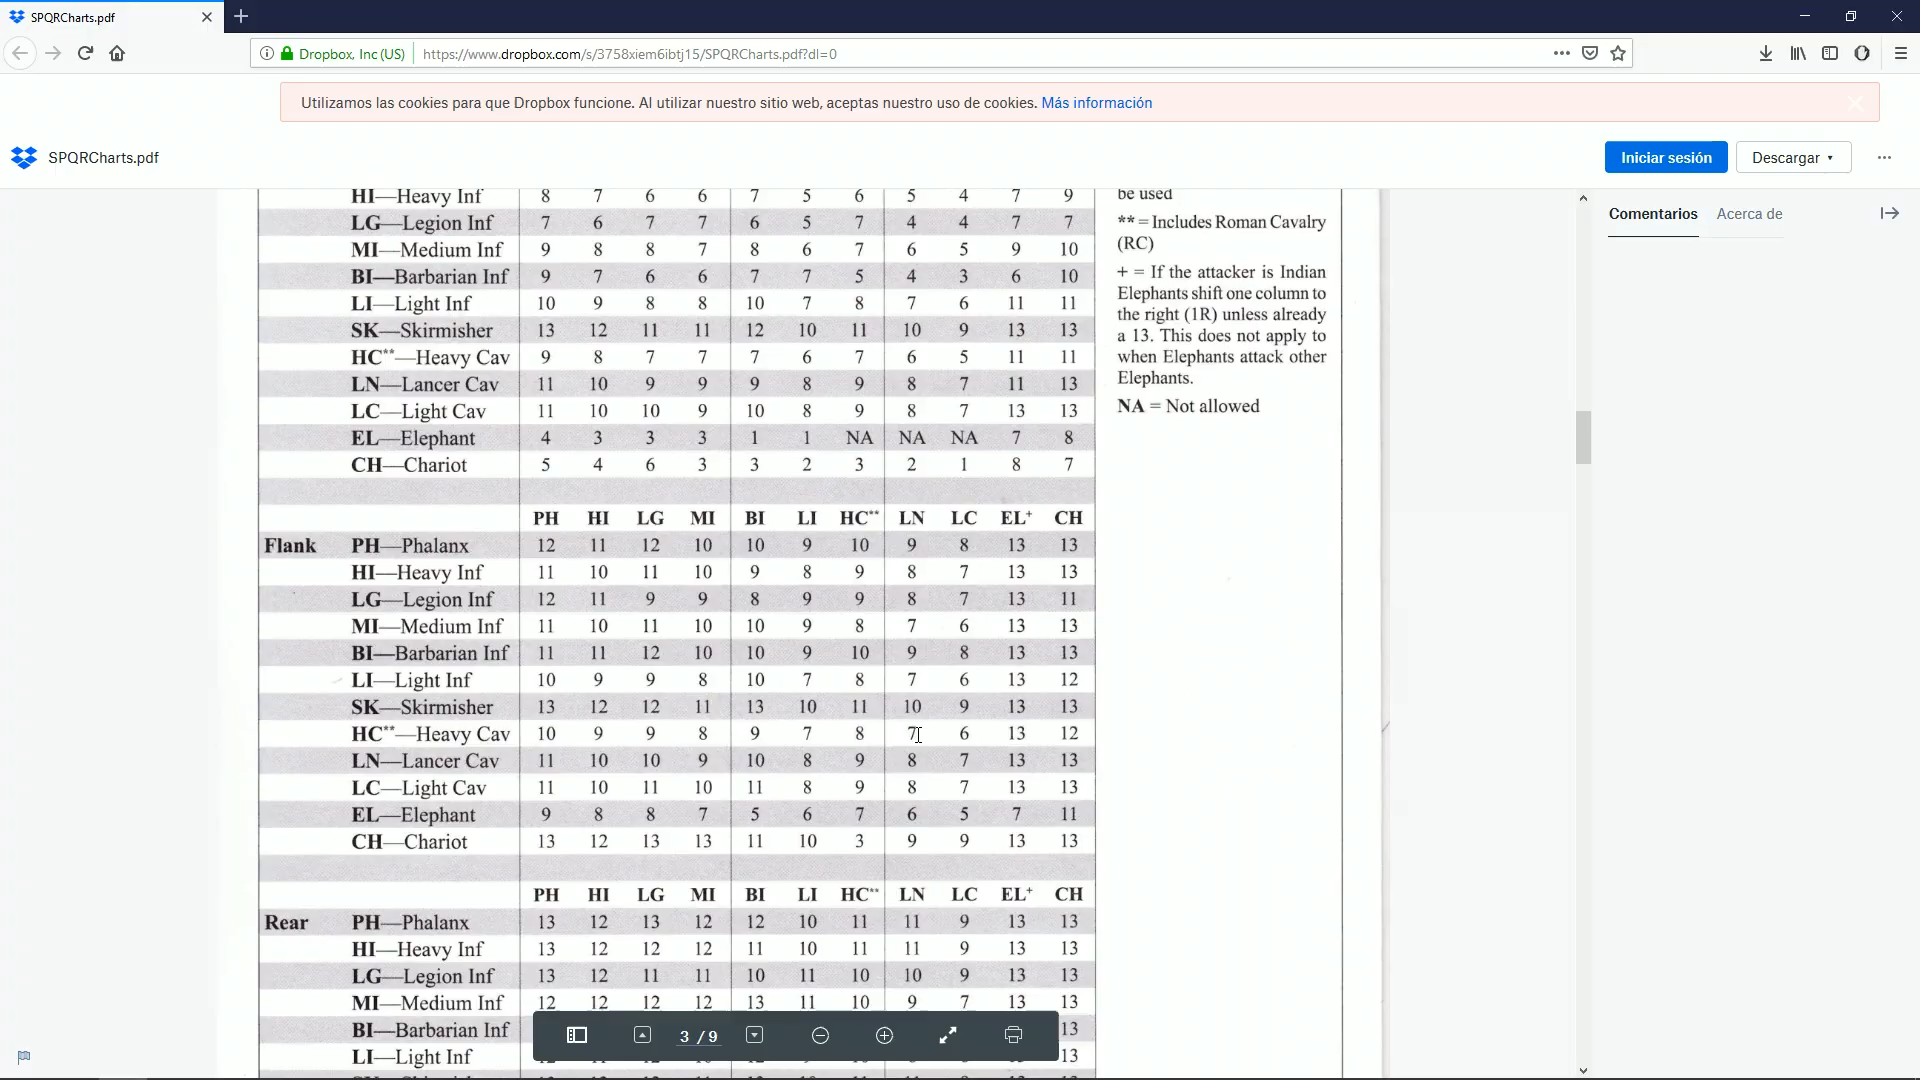 SPQRCharts.pdf
Dropbox, Inc (US) https://www.dropbox.com/s/3758xiem6ibtj15/SPQRCharts.pdf?dl=0
Utilizamos las cookies para que Dropbox funcione. Al utilizar nuestro sitio web, aceptas nuestro uso de cookies. Más información
SPQRCharts.pdf Iniciar sesión Descargar
Comentarios Acerca de
HI—Heavy Inf 8 7 6 6 7 5 6 5 4 7 9
LG—Legion Inf 7 6 7 7 6 5 7 4 4 7 7
MI—Medium Inf 9 8 8 7 8 6 7 6 5 9 10
BI—Barbarian Inf 9 7 6 6 7 7 5 4 3 6 10
LI—Light Inf 10 9 8 8 10 7 8 7 6 11 11
SK—Skirmisher 13 12 11 11 12 10 11 10 9 13 13
HC**—Heavy Cav 9 8 7 7 7 6 7 6 5 11 11
LN—Lancer Cav 11 10 9 9 9 8 9 8 7 11 13
LC—Light Cav 11 10 10 9 10 8 9 8 7 13 13
EL—Elephant 4 3 3 3 1 1 NA NA NA 7 8
CH—Chariot 5 4 6 3 3 2 3 2 1 8 7
PH HI LG MI BI LI HC** LN LC EL+ CH
Flank PH—Phalanx 12 11 12 10 10 9 10 9 8 13 13
HI—Heavy Inf 11 10 11 10 9 8 9 8 7 13 13
LG—Legion Inf 12 11 9 9 8 9 9 8 7 13 11
MI—Medium Inf 11 10 11 10 10 9 8 7 6 13 13
BI—Barbarian Inf 11 11 12 10 10 9 10 9 8 13 13
LI—Light Inf 10 9 9 8 10 7 8 7 6 13 12
SK—Skirmisher 13 12 12 11 13 10 11 10 9 13 13
HC**—Heavy Cav 10 9 9 8 9 7 8 7 6 13 12
LN—Lancer Cav 11 10 10 9 10 8 9 8 7 13 13
LC—Light Cav 11 10 11 10 11 8 9 8 7 13 13
EL—Elephant 9 8 8 7 5 6 7 6 5 7 11
CH—Chariot 13 12 13 13 11 10 3 9 9 13 13
PH HI LG MI BI LI HC** LN LC EL+ CH
Rear PH—Phalanx 13 12 13 12 12 10 11 11 9 13 13
HI—Heavy Inf 13 12 12 12 11 10 11 11 9 13 13
LG—Legion Inf 13 12 11 11 10 11 10 10 9 13 13
MI—Medium Inf 12 12 12 12 13 11 10 9 7 13 13
BI—Barbarian Inf 13
LI—Light Inf 13
be used
** = Includes Roman Cavalry
(RC)
+ = If the attacker is Indian
Elephants shift one column to
the right (1R) unless already
a 13. This does not apply to
when Elephants attack other
Elephants.
NA = Not allowed
3 / 9